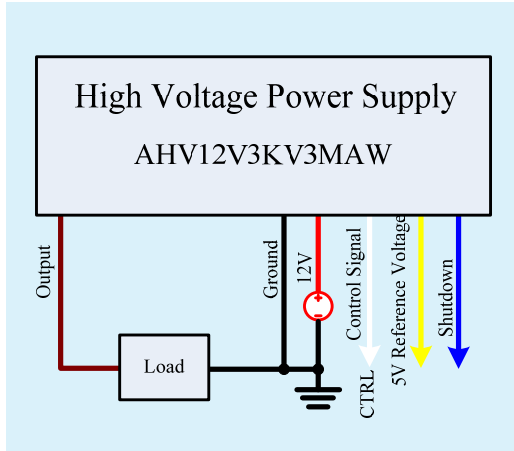 High Voltage Power Supply
AHV12V3KV3MAW
Output
Ground
12V
Control Signal
5V Reference Voltage
Shutdown
Load
CTRL